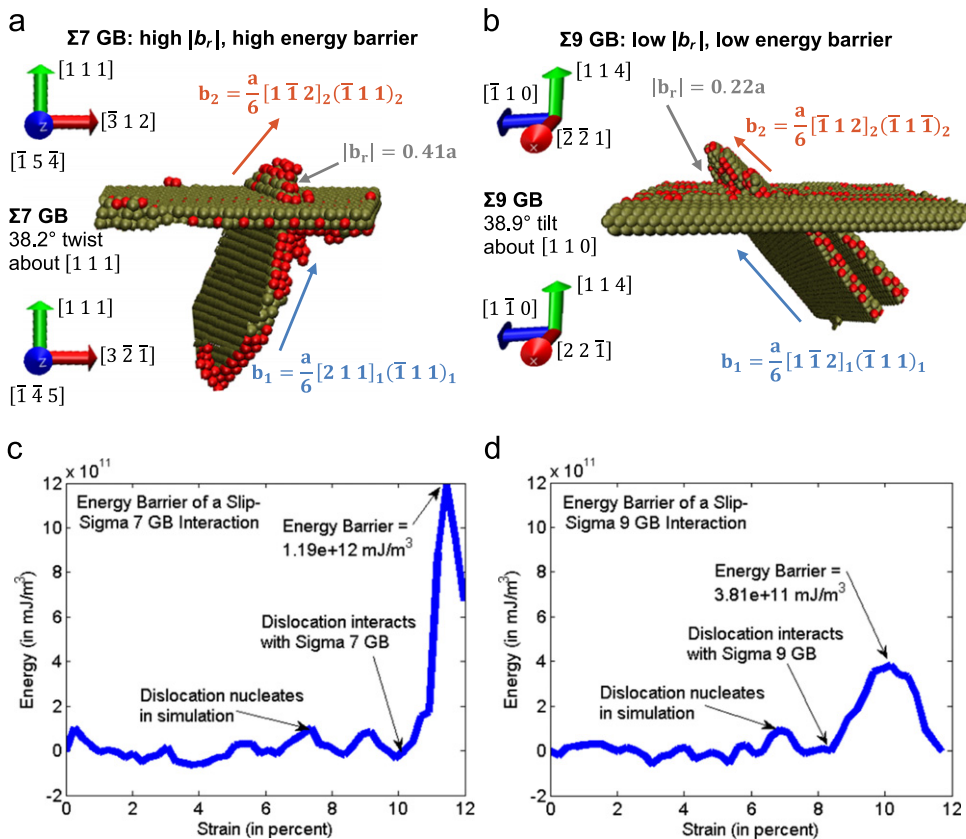 a
Σ7 GB: high |b_r|, high energy barrier
[1 1 1]
[3̅ 1 2]
[1̅ 5 4̅]
Z
b₂ = a/6 [1 1̅ 2]₂(1̅ 1 1)₂
|b_r| = 0.41a
Σ7 GB
38.2° twist
about [1 1 1]
[1 1 1]
[3 2̅ 1̅]
[1̅ 4̅ 5]
Z
b₁ = a/6 [2 1 1]₁(1̅ 1 1)₁
b
Σ9 GB: low |b_r|, low energy barrier
[1 1 4]
[1̅ 1 0]
[2̅ 2̅ 1]
x
|b_r| = 0.22a
b₂ = a/6 [1̅ 1 2]₂(1̅ 1 1̅)₂
Σ9 GB
38.9° tilt
about [1 1 0]
[1 1 4]
[1 1̅ 0]
[2 2 1̅]
x
b₁ = a/6 [1 1̅ 2]₁(1̅ 1 1)₁
c
x 10¹¹
Energy Barrier of a Slip-
Sigma 7 GB Interaction
Energy Barrier =
1.19e+12 mJ/m³
Dislocation interacts
with Sigma 7 GB
Dislocation nucleates
in simulation
Energy (in mJ/m³)
12
10
8
6
4
2
0
-2
0 2 4 6 8 10 12
Strain (in percent)
d
x 10¹¹
Energy Barrier of a Slip-
Sigma 9 GB Interaction
Energy Barrier =
3.81e+11 mJ/m³
Dislocation interacts
with Sigma 9 GB
Dislocation nucleates
in simulation
Energy (in mJ/m³)
12
10
8
6
4
2
0
-2
0 2 4 6 8 10 12
Strain (in percent)